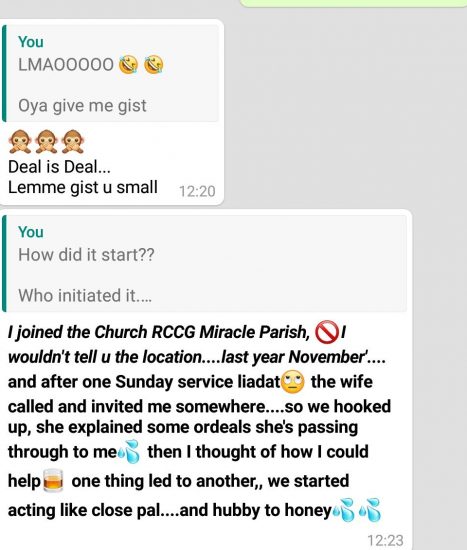 You
LMAOOOOO 🤣 🤣
Oya give me gist
🙊🙊🙊
Deal is Deal...
Lemme gist u small 12:20
You
How did it start??
Who initiated it....
I joined the Church RCCG Miracle Parish, 🚫I
wouldn't tell u the location....last year November'....
and after one Sunday service liadat🙄 the wife
called and invited me somewhere....so we hooked
up, she explained some ordeals she's passing
through to me💦 then I thought of how I could
help🥃 one thing led to another,, we started
acting like close pal....and hubby to honey💦💦
12:23